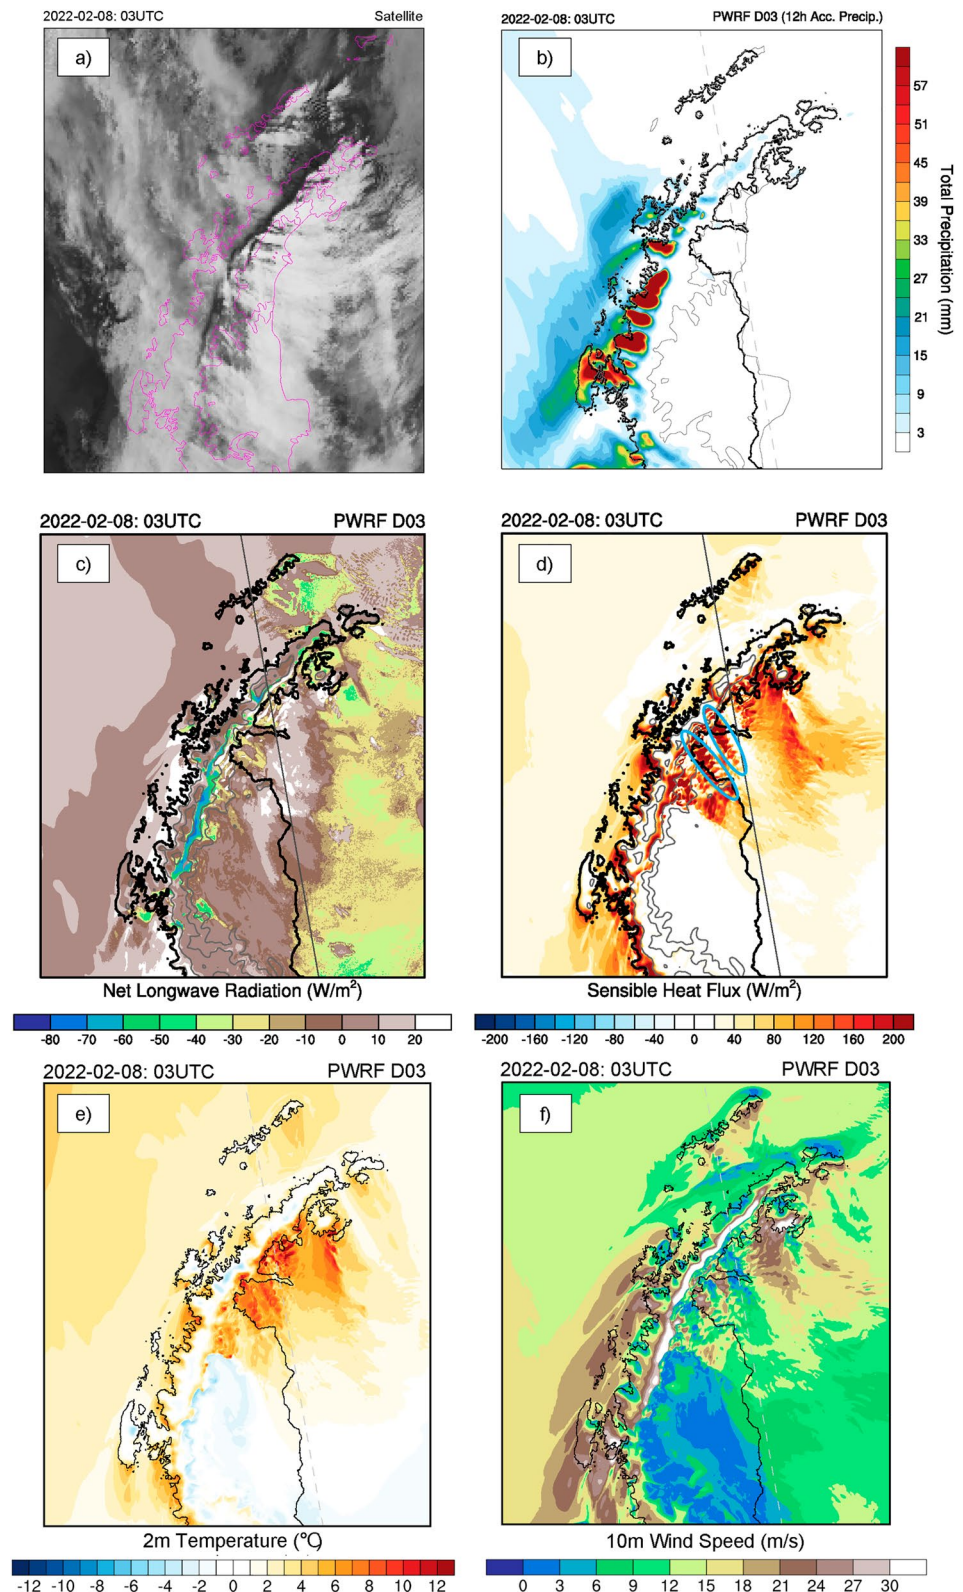 2022-02-08: 03UTC Satellite
a)
2022-02-08: 03UTC PWRF D03 (12h Acc. Precip.)
b)
57
51
45
39
33
27
21
15
9
3
Total Precipitation (mm)
2022-02-08: 03UTC PWRF D03
c)
Net Longwave Radiation (W/m²)
-80 -70 -60 -50 -40 -30 -20 -10 0 10 20
2022-02-08: 03UTC PWRF D03
d)
Sensible Heat Flux (W/m²)
-200 -160 -120 -80 -40 0 40 80 120 160 200
2022-02-08: 03UTC PWRF D03
e)
2m Temperature (°C)
-12 -10 -8 -6 -4 -2 0 2 4 6 8 10 12
2022-02-08: 03UTC PWRF D03
f)
10m Wind Speed (m/s)
0 3 6 9 12 15 18 21 24 27 30